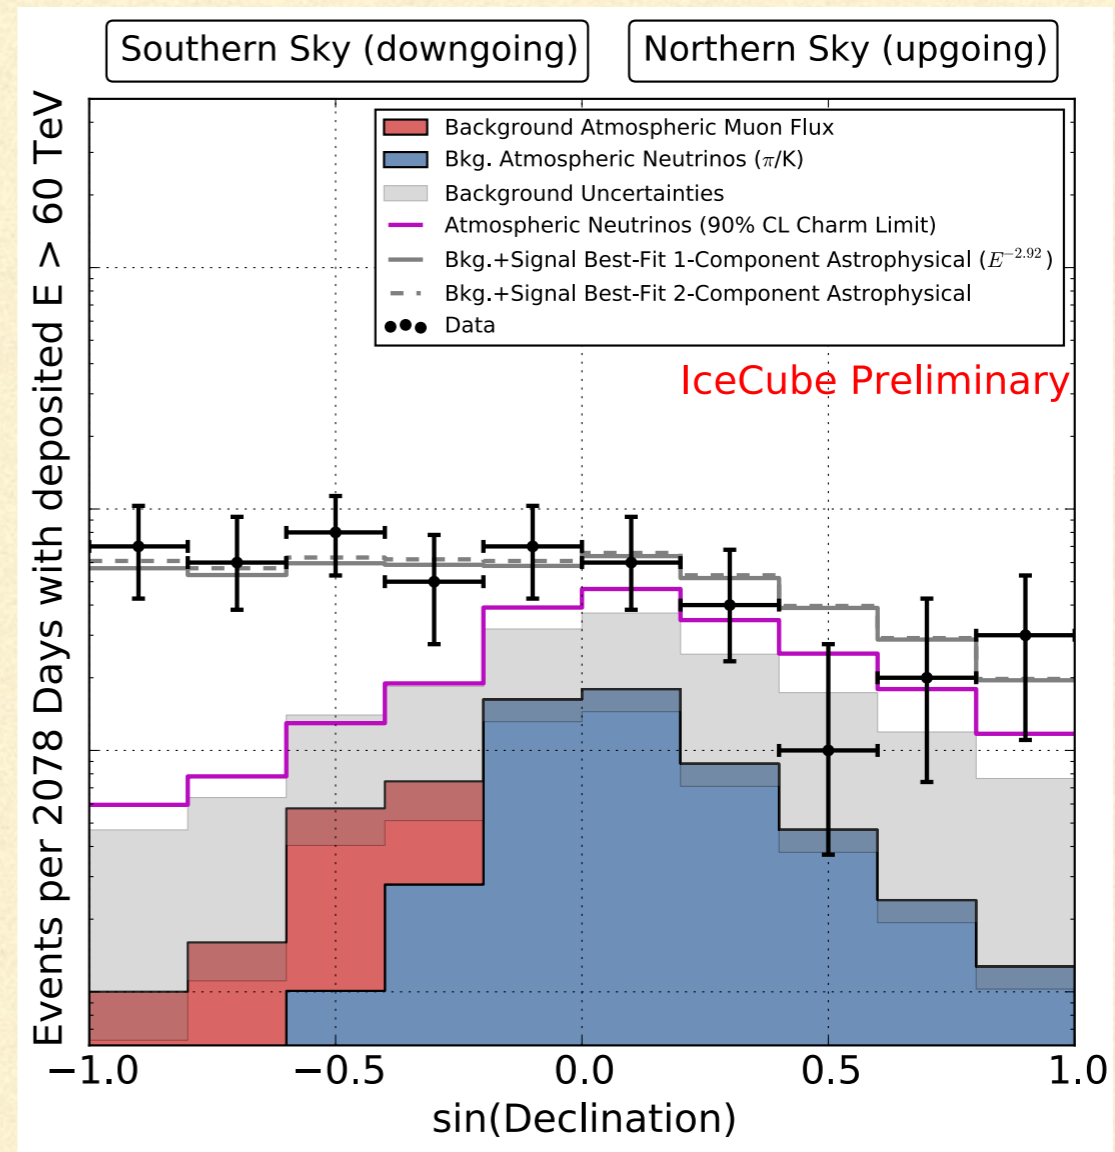 Southern Sky (downgoing)
Northern Sky (upgoing)
Events per 2078 Days with deposited E > 60 TeV
Background Atmospheric Muon Flux
Bkg. Atmospheric Neutrinos (π/K)
Background Uncertainties
Atmospheric Neutrinos (90% CL Charm Limit)
Bkg.+Signal Best-Fit 1-Component Astrophysical (E^{-2.92})
Bkg.+Signal Best-Fit 2-Component Astrophysical
Data
IceCube Preliminary
−1.0 −0.5 0.0 0.5 1.0
sin(Declination)